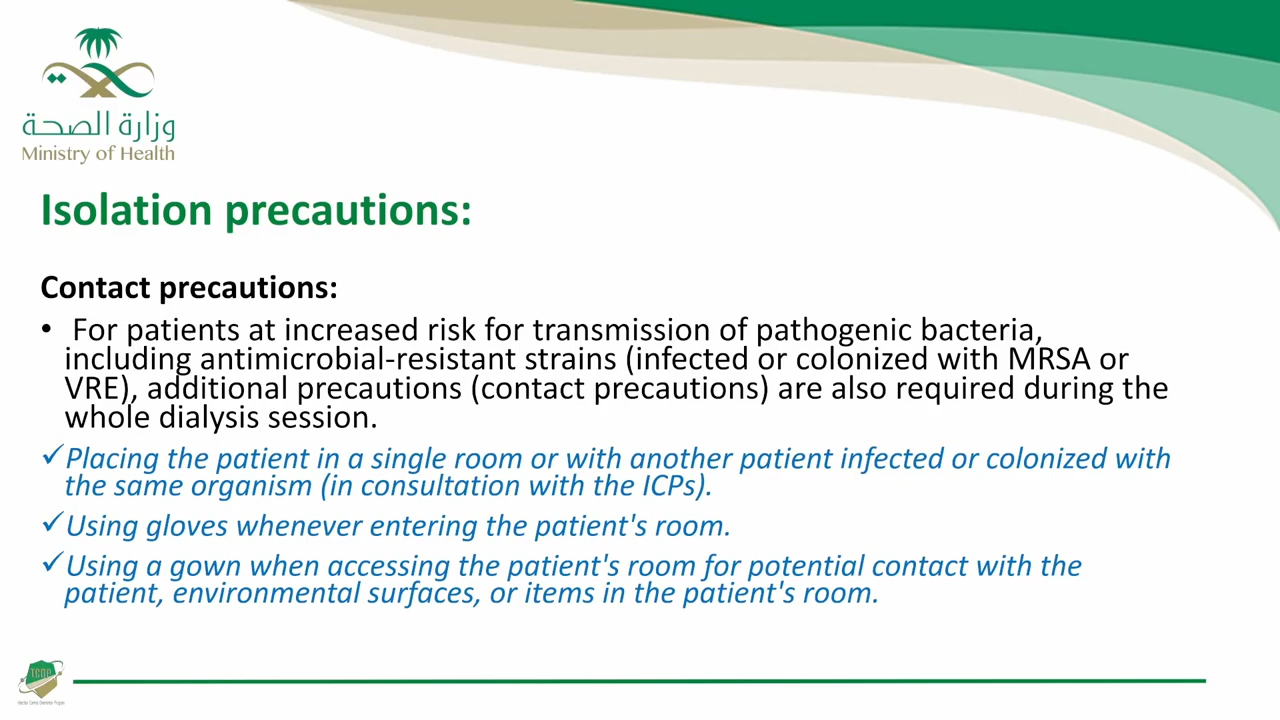 وزارة الصحة
Ministry of Health
Isolation precautions:
Contact precautions:
• For patients at increased risk for transmission of pathogenic bacteria,
including antimicrobial-resistant strains (infected or colonized with MRSA or
VRE), additional precautions (contact precautions) are also required during the
whole dialysis session.
✓Placing the patient in a single room or with another patient infected or colonized with
the same organism (in consultation with the ICPs).
✓Using gloves whenever entering the patient's room.
✓Using a gown when accessing the patient's room for potential contact with the
patient, environmental surfaces, or items in the patient's room.